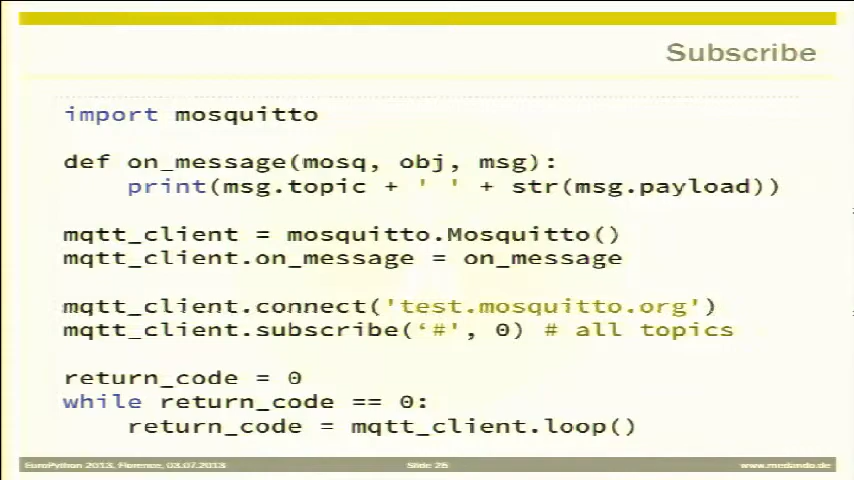 Subscribe
import mosquitto
def on_message(mosq, obj, msg):
print(msg.topic + ' ' + str(msg.payload))
mqtt_client = mosquitto.Mosquitto()
mqtt_client.on_message = on_message
mqtt_client.connect('test.mosquitto.org')
mqtt_client.subscribe(‘#', 0) # all topics
return_code = 0
while return_code == 0:
return_code = mqtt_client.loop()
EuroPython 2013, Florence, 03.07.2013
Slide 26
www.medando.de